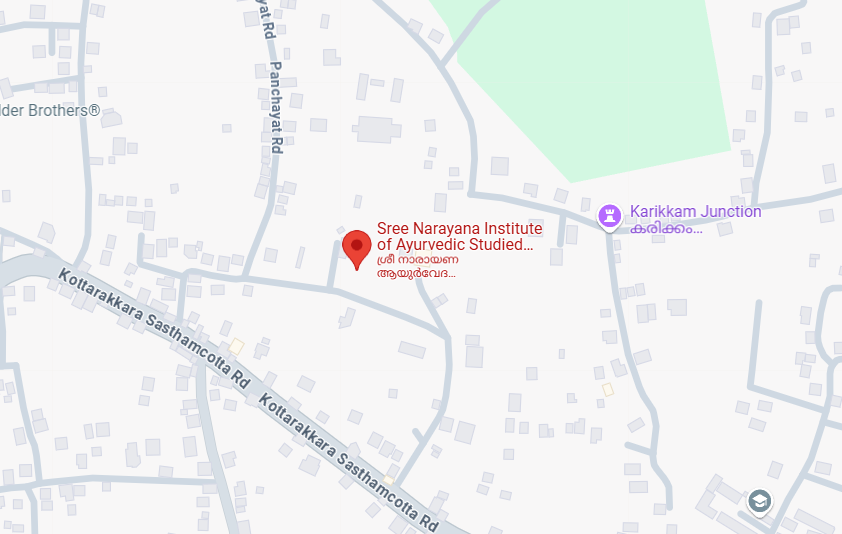 yat Rd
Panchayat Rd
lder Brothers®
Karikkam Junction
കരിക്കം...
Sree Narayana Institute
of Ayurvedic Studied...
ശ്രീ നാരായണ
ആയുർവേദ...
Kottarakkara Sasthamcotta Rd
Kottarakkara Sasthamcotta Rd